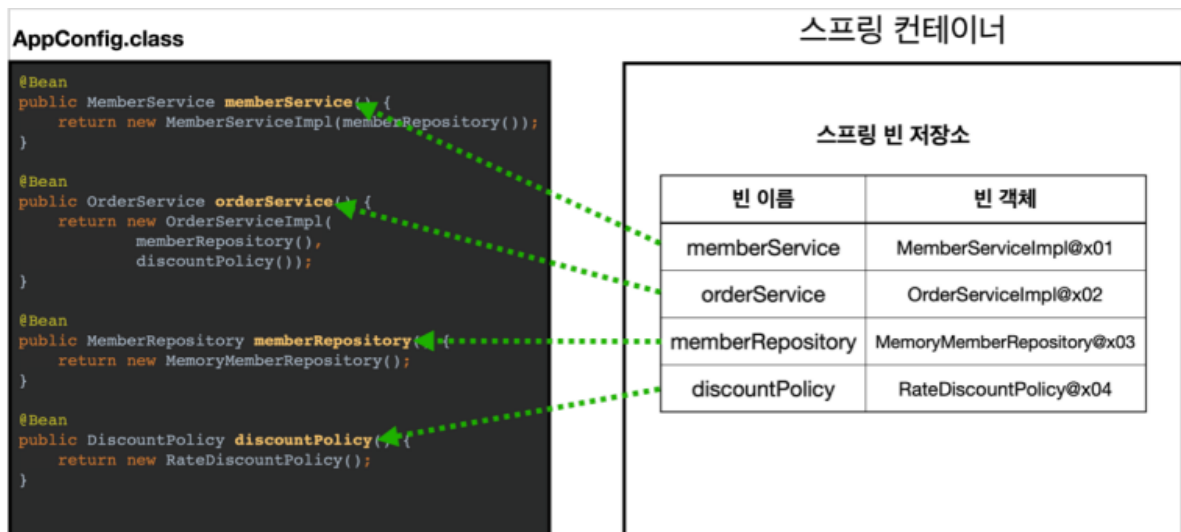 AppConfig.class
@Bean
public MemberService memberService() {
return new MemberServiceImpl(memberRepository());
}
@Bean
public OrderService orderService() {
return new OrderServiceImpl(
memberRepository(),
discountPolicy());
}
@Bean
public MemberRepository memberRepository() {
return new MemoryMemberRepository();
}
@Bean
public DiscountPolicy discountPolicy() {
return new RateDiscountPolicy();
}
스프링 컨테이너
스프링 빈 저장소
빈 이름 빈 객체
memberService MemberServiceImpl@x01
orderService OrderServiceImpl@x02
memberRepository MemoryMemberRepository@x03
discountPolicy RateDiscountPolicy@x04